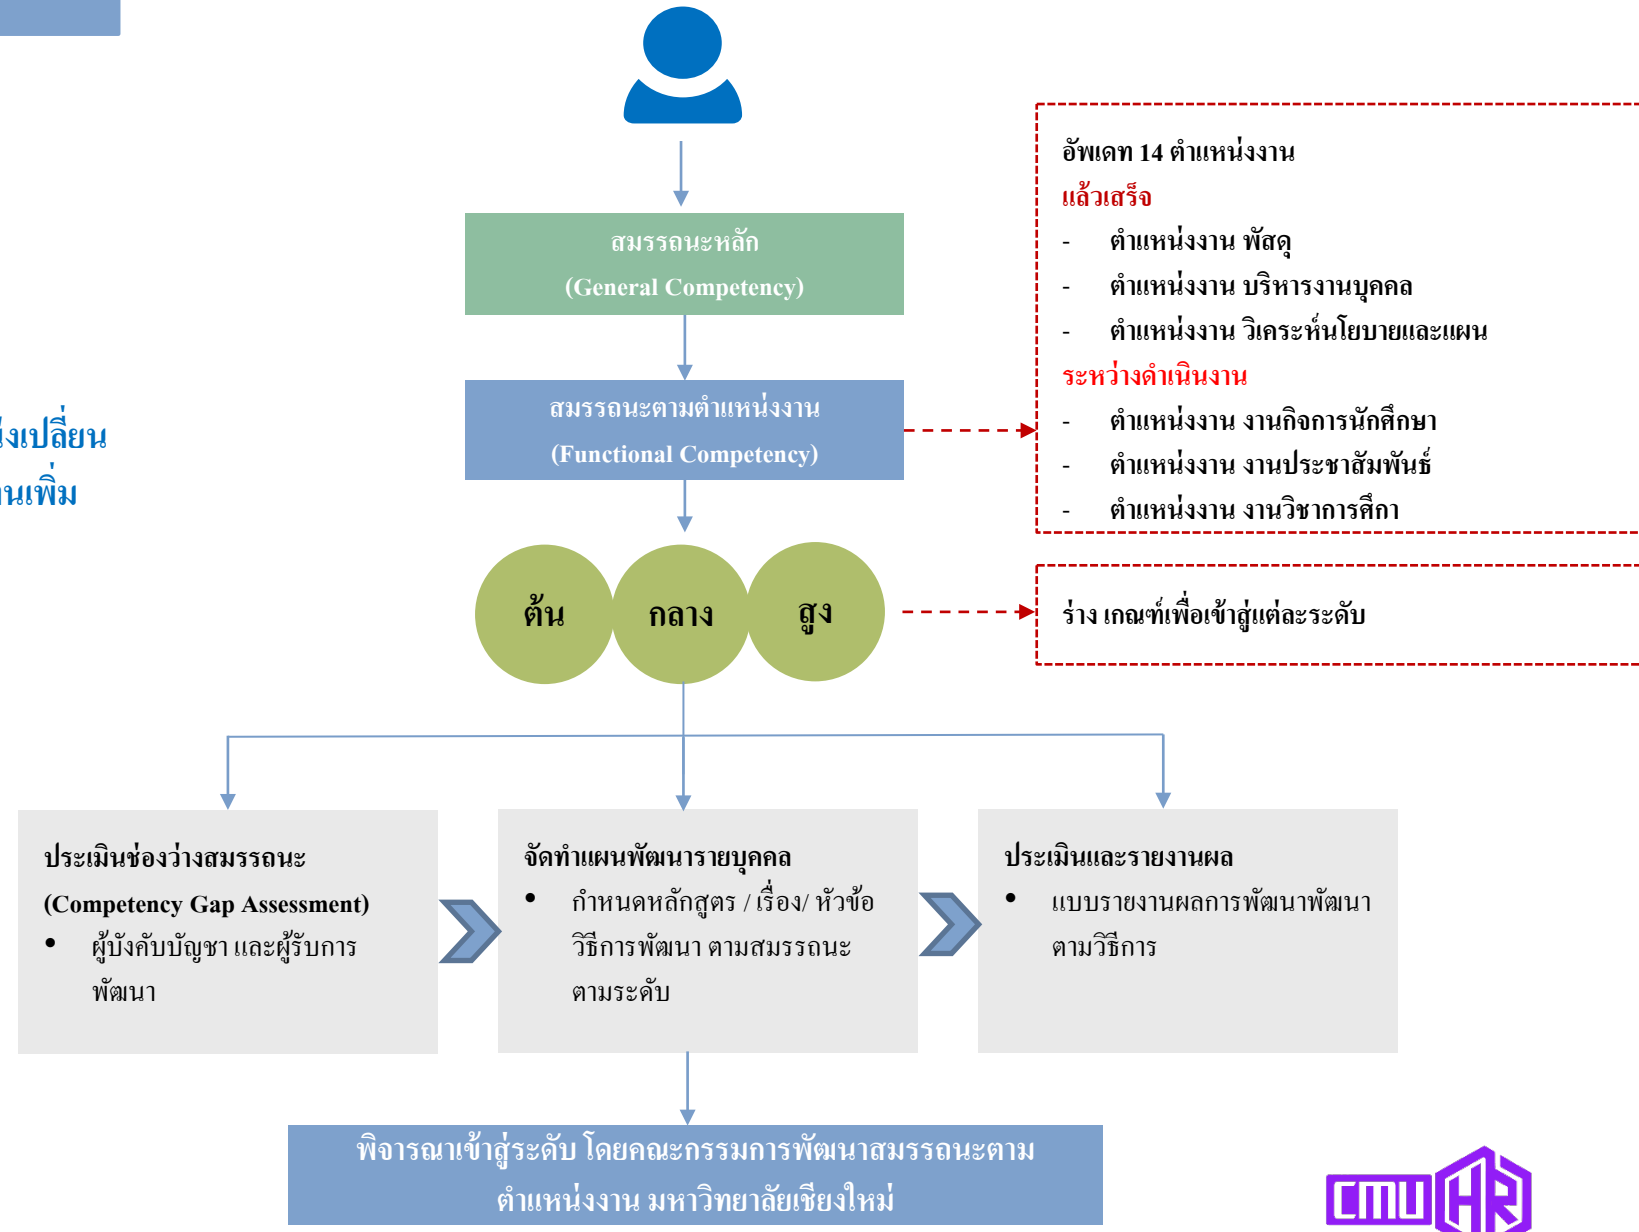 สมรรถนะหลัก
(General Competency)
สมรรถนะตามตำแหน่งงาน
(Functional Competency)
อัพเดท 14 ตำแหน่งงาน
แล้วเสร็จ
- ตำแหน่งงาน พัสดุ
- ตำแหน่งงาน บริหารงานบุคคล
- ตำแหน่งงาน วิเคระห์นโยบายและแผน
ระหว่างดำเนินงาน
- ตำแหน่งงาน งานกิจการนักศึกษา
- ตำแหน่งงาน งานประชาสัมพันธ์
- ตำแหน่งงาน งานวิชาการศึกา
เปลี่ยน
เพิ่ม
ต้น กลาง สูง
ร่าง เกณฑ์เพื่อเข้าสู่แต่ละระดับ
ประเมินช่องว่างสมรรถนะ
(Competency Gap Assessment)
• ผู้บังคับบัญชา และผู้รับการ
พัฒนา
จัดทำแผนพัฒนารายบุคคล
• กำหนดหลักสูตร / เรื่อง/ หัวข้อ
วิธีการพัฒนา ตามสมรรถนะ
ตามระดับ
ประเมินและรายงานผล
• แบบรายงานผลการพัฒนาพัฒนา
ตามวิธีการ
พิจารณาเข้าสู่ระดับ โดยคณะกรรมการพัฒนาสมรรถนะตาม
ตำแหน่งงาน มหาวิทยาลัยเชียงใหม่
CMU HR